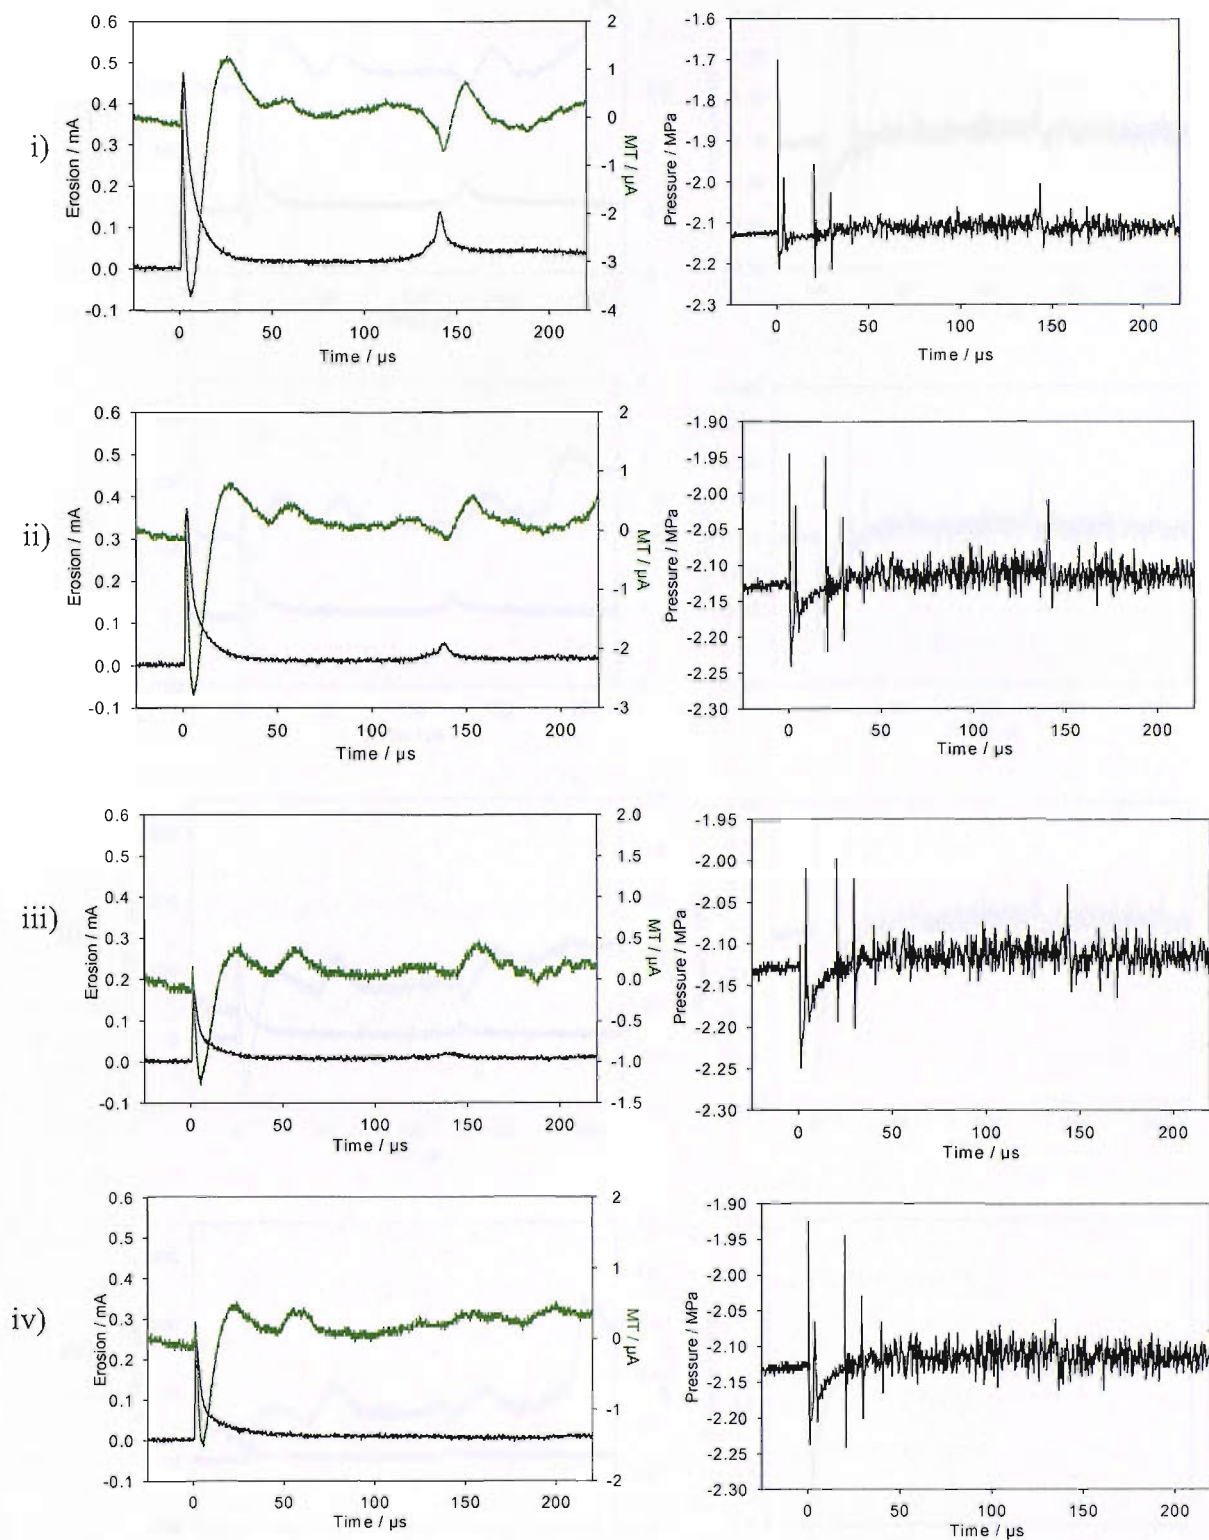 i)
Erosion / mA
0.6
0.5
0.4
0.3
0.2
0.1
0.0
-0.1
2
1
0
-1
-2
-3
-4
MT / µA
0 50 100 150 200
Time / µs
Pressure / MPa
-1.6
-1.7
-1.8
-1.9
-2.0
-2.1
-2.2
-2.3
0 50 100 150 200
Time / µs
ii)
Erosion / mA
0.6
0.5
0.4
0.3
0.2
0.1
0.0
-0.1
2
1
0
-1
-2
-3
MT / µA
0 50 100 150 200
Time / µs
Pressure / MPa
-1.90
-1.95
-2.00
-2.05
-2.10
-2.15
-2.20
-2.25
-2.30
0 50 100 150 200
Time / µs
iii)
Erosion / mA
0.6
0.5
0.4
0.3
0.2
0.1
0.0
-0.1
2.0
1.5
1.0
0.5
0.0
-0.5
-1.0
-1.5
MT / µA
0 50 100 150 200
Time / µs
Pressure / MPa
-1.95
-2.00
-2.05
-2.10
-2.15
-2.20
-2.25
-2.30
0 50 100 150 200
Time / µs
iv)
Erosion / mA
0.6
0.5
0.4
0.3
0.2
0.1
0.0
-0.1
2
1
0
-1
-2
MT / µA
0 50 100 150 200
Time / µs
Pressure / MPa
-1.90
-1.95
-2.00
-2.05
-2.10
-2.15
-2.20
-2.25
-2.30
0 50 100 150 200
Time / µs